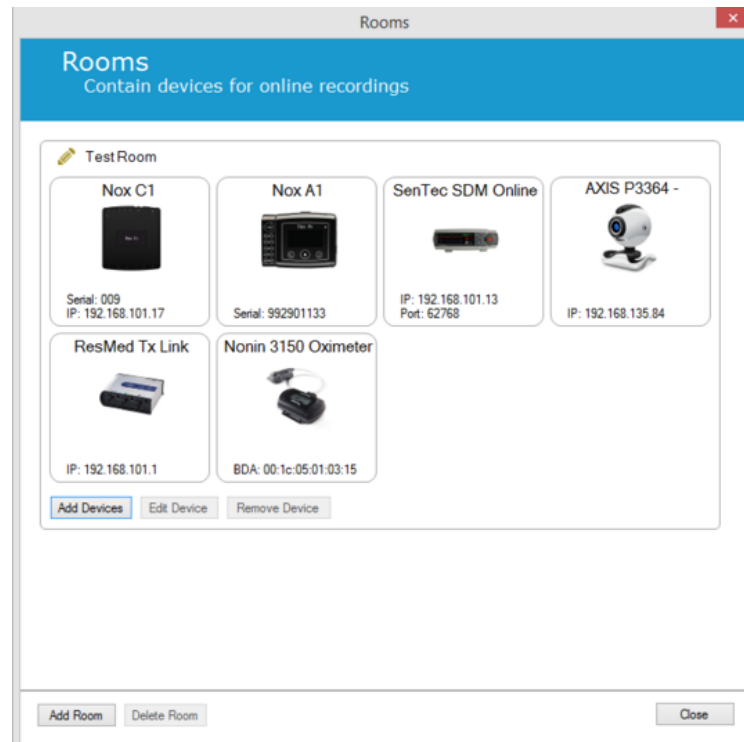 Rooms
Rooms
Contain devices for online recordings
Test Room
Nox C1
Serial: 009
IP: 192.168.101.17
Nox A1
Serial: 992901133
SenTec SDM Online
IP: 192.168.101.13
Port: 62768
AXIS P3364 -
IP: 192.168.135.84
ResMed Tx Link
IP: 192.168.101.1
Nonin 3150 Oximeter
BDA: 00:1c:05:01:03:15
Add Devices
Edit Device
Remove Device
Add Room
Delete Room
Close